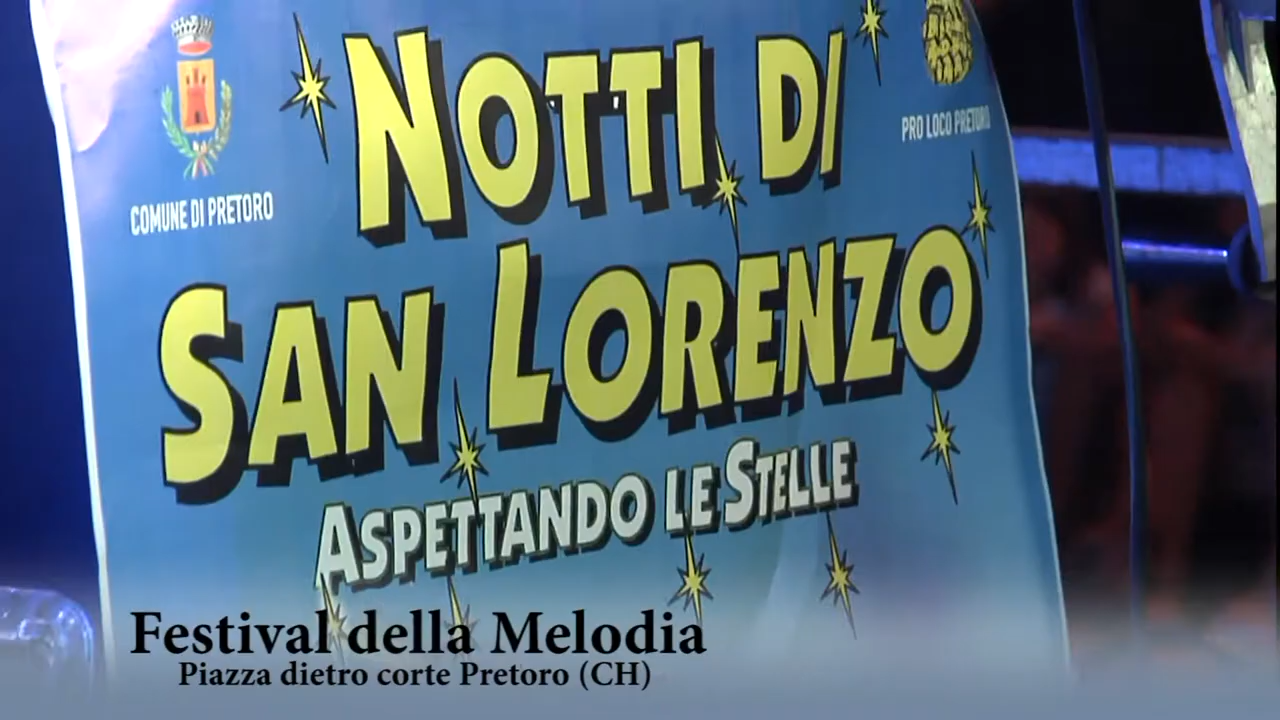 NOTTI DI
SAN LORENZO
ASPETTANDO LE STELLE
COMUNE DI PRETORO
PRO LOCO PRETORO
Festival della Melodia
Piazza dietro corte Pretoro (CH)